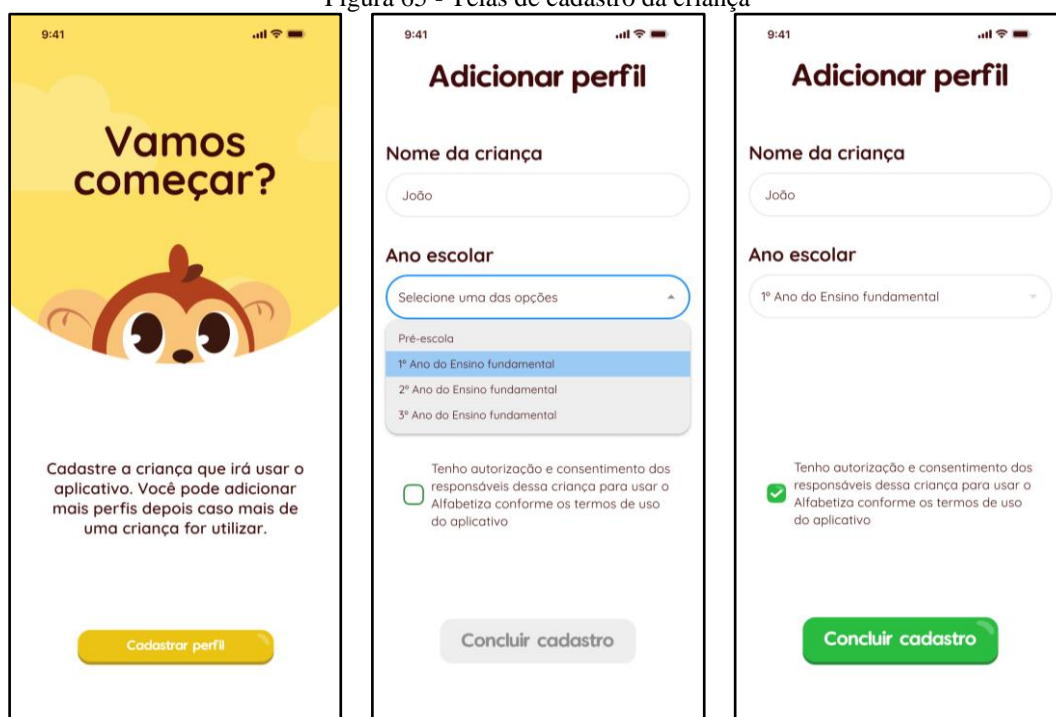 Figura 65 - Telas de cadastro da criança
9:41
Vamos
começar?
Cadastre a criança que irá usar o
aplicativo. Você pode adicionar
mais perfis depois caso mais de
uma criança for utilizar.
Cadastrar perfil
9:41
Adicionar perfil
Nome da criança
João
Ano escolar
Selecione uma das opções
Pré-escola
1º Ano do Ensino fundamental
2º Ano do Ensino fundamental
3º Ano do Ensino fundamental
Tenho autorização e consentimento dos
responsáveis dessa criança para usar o
Alfabetiza conforme os termos de uso
do aplicativo
Concluir cadastro
9:41
Adicionar perfil
Nome da criança
João
Ano escolar
1º Ano do Ensino fundamental
Tenho autorização e consentimento dos
responsáveis dessa criança para usar o
Alfabetiza conforme os termos de uso
do aplicativo
Concluir cadastro